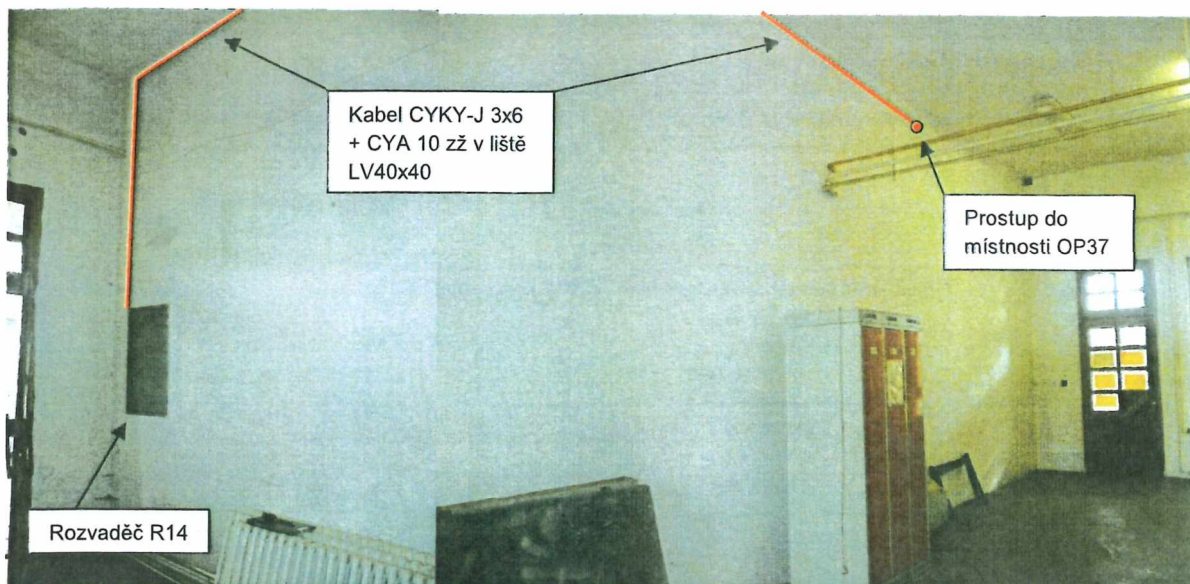 Kabel CYKY-J 3x6
+ CYA 10 zž v liště
LV40x40
Prostup do
místnosti OP37
Rozvaděč R14